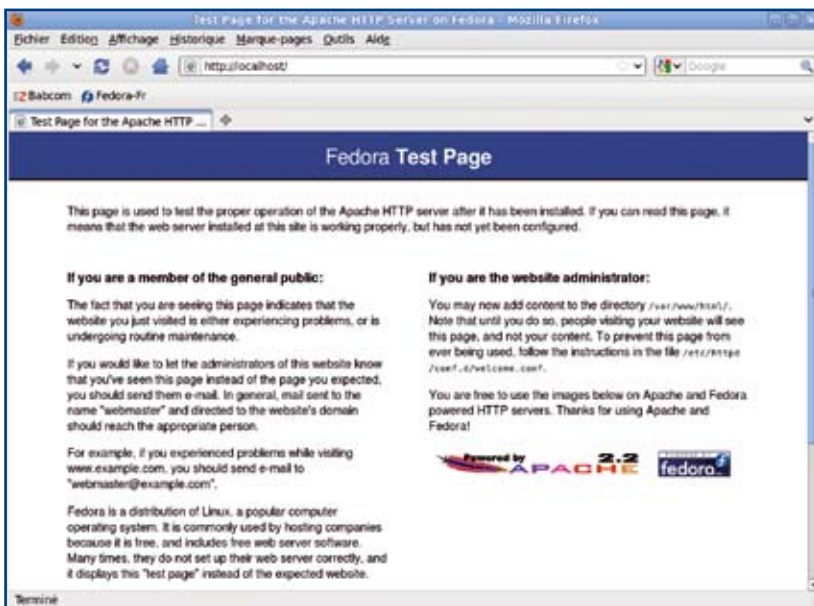 Test Page for the Apache HTTP Server on Fedora - Mozilla Firefox
Fichier Édition Affichage Historique Marque-pages Outils Aide
http://localhost/
Google
Babcom Fedora-Fr
Test Page for the Apache HTTP ...
Fedora Test Page
This page is used to test the proper operation of the Apache HTTP server after it has been installed. If you can read this page, it
means that the web server installed at this site is working properly, but has not yet been configured.
If you are a member of the general public:
The fact that you are seeing this page indicates that the
website you just visited is either experiencing problems, or is
undergoing routine maintenance.
If you would like to let the administrators of this website know
that you've seen this page instead of the page you expected,
you should send them e-mail. In general, mail sent to the
name "webmaster" and directed to the website's domain
should reach the appropriate person.
For example, if you experienced problems while visiting
www.example.com, you should send e-mail to
"webmaster@example.com".
Fedora is a distribution of Linux, a popular computer
operating system. It is commonly used by hosting companies
because it is free, and includes free web server software.
Many times, they do not set up their web server correctly, and
it displays this "test page" instead of the expected website.
If you are the website administrator:
You may now add content to the directory /var/www/html/.
Note that until you do so, people visiting your website will see
this page, and not your content. To prevent this page from
ever being used, follow the instructions in the file /etc/httpd
/conf.d/welcome.conf.
You are free to use the images below on Apache and Fedora
powered HTTP servers. Thanks for using Apache and
Fedora!
Powered by APACHE 2.2
fedora
Terminé